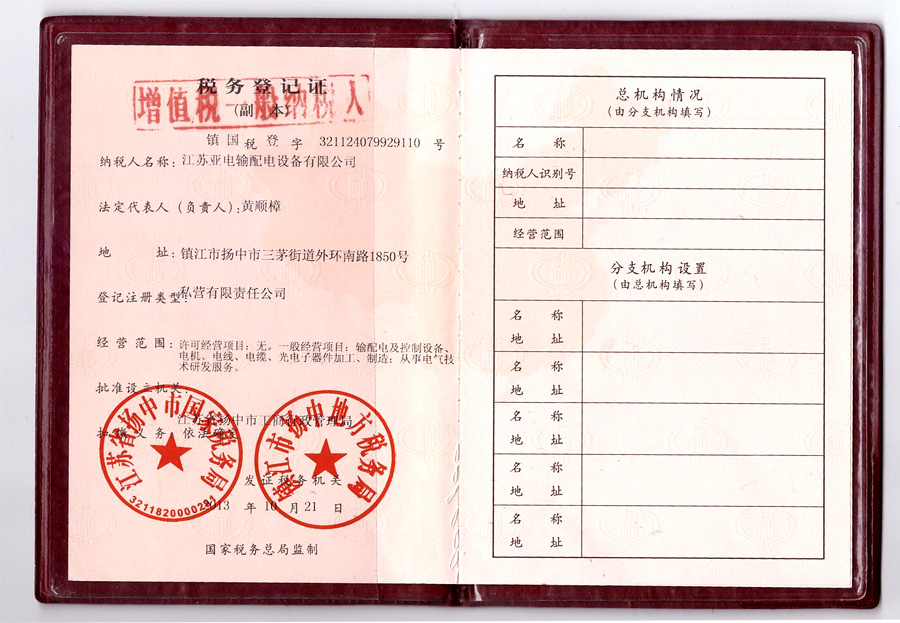 税务登记证
增值税一般纳税人
(副 本)
镇 国 税 登 字 321124079929110 号
纳税人名称：江苏亚电输配电设备有限公司
法定代表人（负责人）：黄顺樟
地 址：镇江市扬中市三茅街道外环南路1850号
登记注册类型：私营有限责任公司
经 营 范 围：许可经营项目：无。一般经营项目：输配电及控制设备、
电机、电线、电缆、光电子器件加工、制造；从事电气技
术研发服务。
批准设立机关：
江苏省扬中市工商行政管理局
扣缴义务：依法确定
江苏省扬中市国家税务局
3211820000281
镇江市扬中地方税务局
发证税务机关
2013 年 10 月 21 日
国家税务总局监制
总机构情况
（由分支机构填写）
名 称
纳税人识别号
地 址
经营范围
分支机构设置
（由总机构填写）
名 称
地 址
名 称
地 址
名 称
地 址
名 称
地 址
名 称
地 址